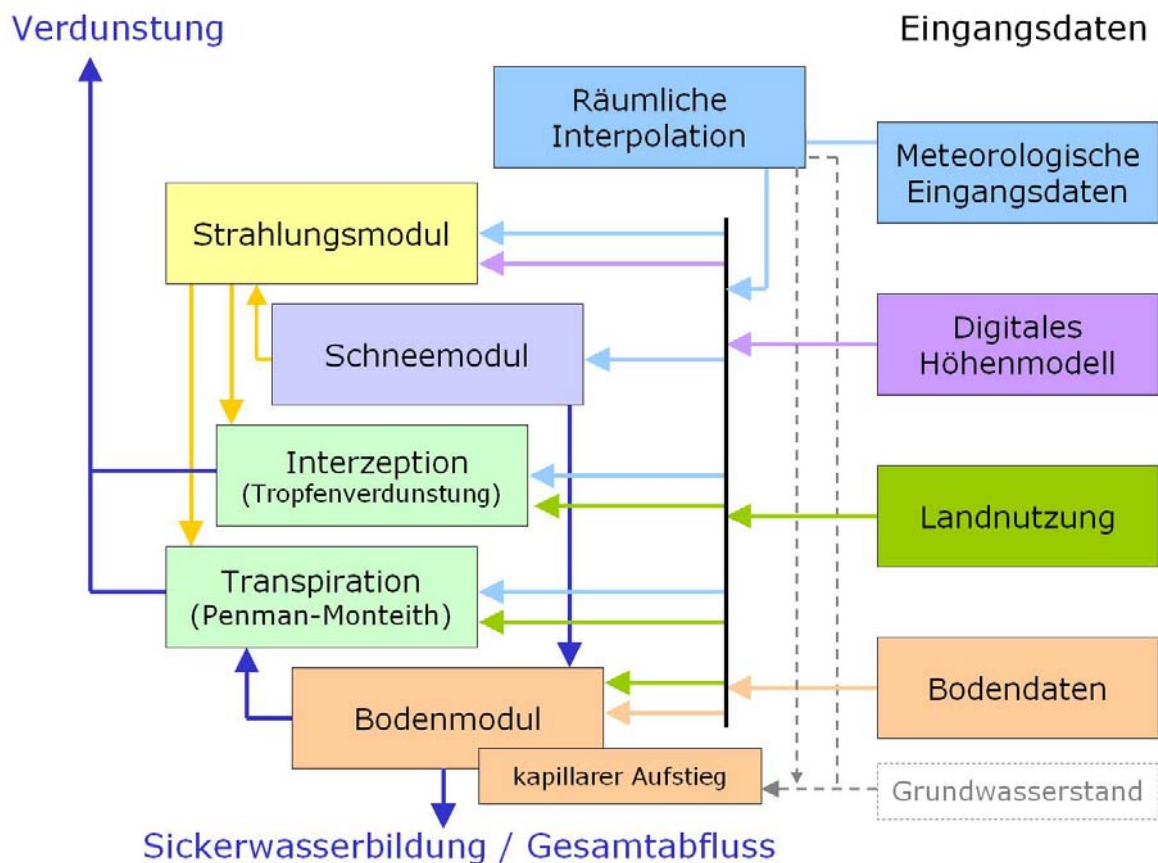 Verdunstung
Eingangsdaten
Räumliche
Interpolation
Meteorologische
Eingangsdaten
Strahlungsmodul
Digitales
Höhenmodell
Schneemodul
Interzeption
(Tropfenverdunstung)
Landnutzung
Transpiration
(Penman-Monteith)
Bodendaten
Bodenmodul
kapillarer Aufstieg
Grundwasserstand
Sickerwasserbildung / Gesamtabfluss